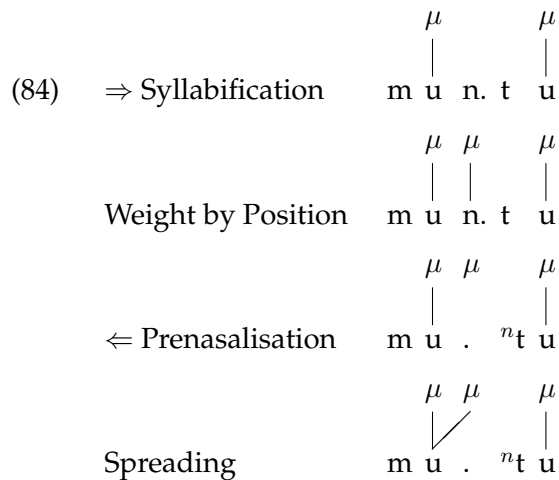 μ μ
(84) ⇒ Syllabification m u n. t u
μ μ μ
Weight by Position m u n. t u
μ μ μ
⇐ Prenasalisation m u . ⁿt u
μ μ μ
Spreading m u . ⁿt u